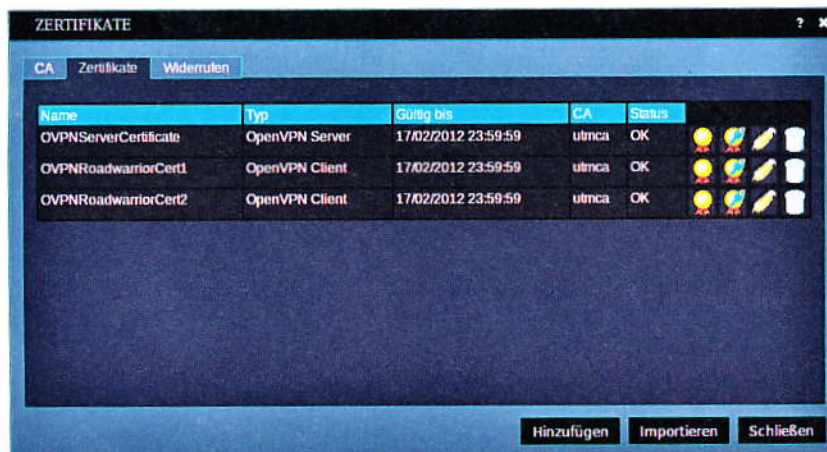 ZERTIFIKATE ? ×
CA Zertifikate Widerrufen
Name Typ Gültig bis CA Status
OVPNServerCertificate OpenVPN Server 17/02/2012 23:59:59 utmca OK
OVPNRoadwarriorCert1 OpenVPN Client 17/02/2012 23:59:59 utmca OK
OVPNRoadwarriorCert2 OpenVPN Client 17/02/2012 23:59:59 utmca OK
Hinzufügen Importieren Schließen